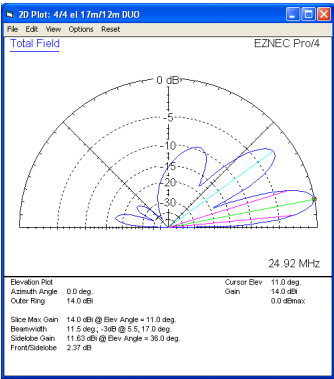 2D Plot: 4/4 el 17m/12m DUO
File Edit View Options Reset
Total Field
EZNEC Pro/4
0 dB
-5
-10
-15
-20
-30
24.92 MHz
Elevation Plot
Azimuth Angle 0.0 deg.
Outer Ring 14.0 dBi
Cursor Elev 11.0 deg.
Gain 14.0 dBi
0.0 dBmax
Slice Max Gain 14.0 dBi @ Elev Angle = 11.0 deg.
Beamwidth 11.5 deg.; -3dB @ 5.5, 17.0 deg.
Sidelobe Gain 11.63 dBi @ Elev Angle = 36.0 deg.
Front/Sidelobe 2.37 dB